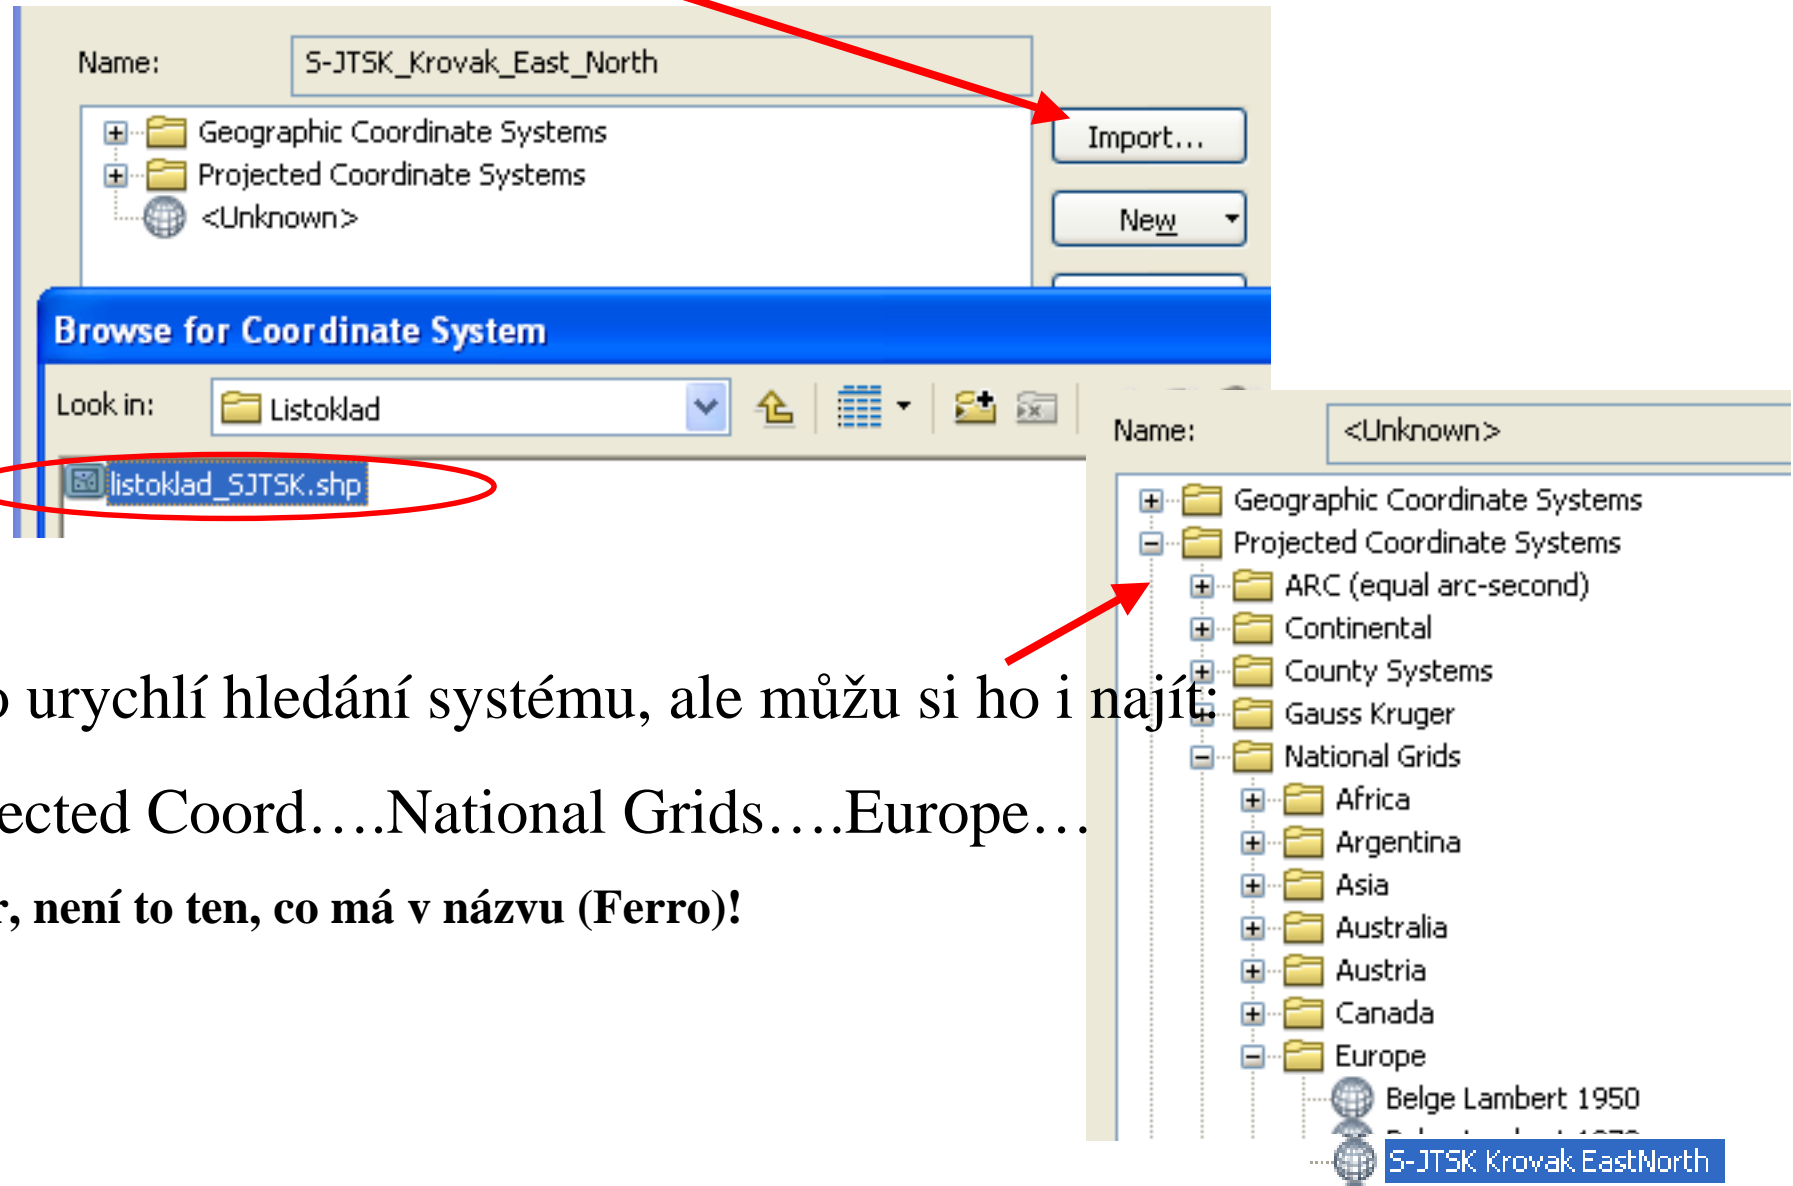 Name: S-JTSK_Krovak_East_North
Geographic Coordinate Systems
Projected Coordinate Systems
<Unknown>
Import...
New
Browse for Coordinate System
Look in: Listoklad
listoklad_SJTSK.shp
Name: <Unknown>
Geographic Coordinate Systems
Projected Coordinate Systems
ARC (equal arc-second)
Continental
County Systems
Gauss Kruger
National Grids
Africa
Argentina
Asia
Australia
Austria
Canada
Europe
Belge Lambert 1950
S-JTSK Krovak EastNorth
o urychlí hledání systému, ale můžu si ho i najít:
ected Coord….National Grids….Europe…
r, není to ten, co má v názvu (Ferro)!